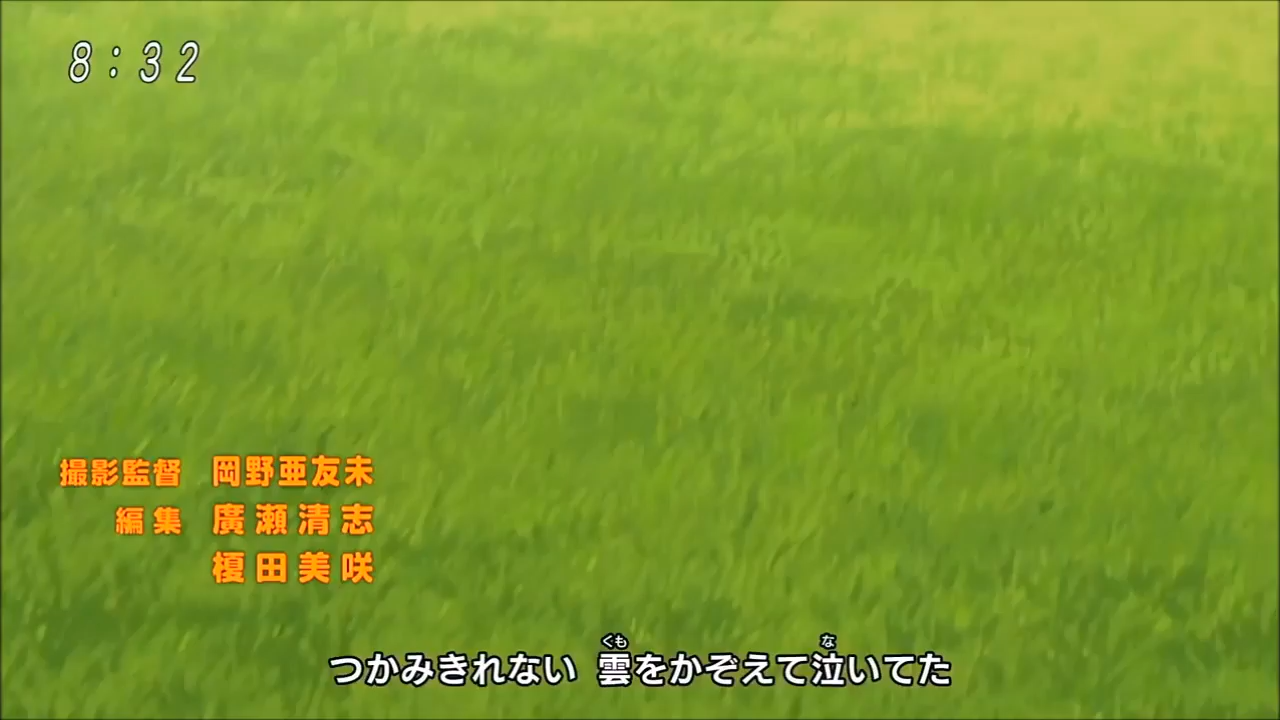 8:32
撮影監督 岡野亜友未
編集 廣瀬清志
榎田美咲
くも な
つかみきれない 雲をかぞえて泣いてた